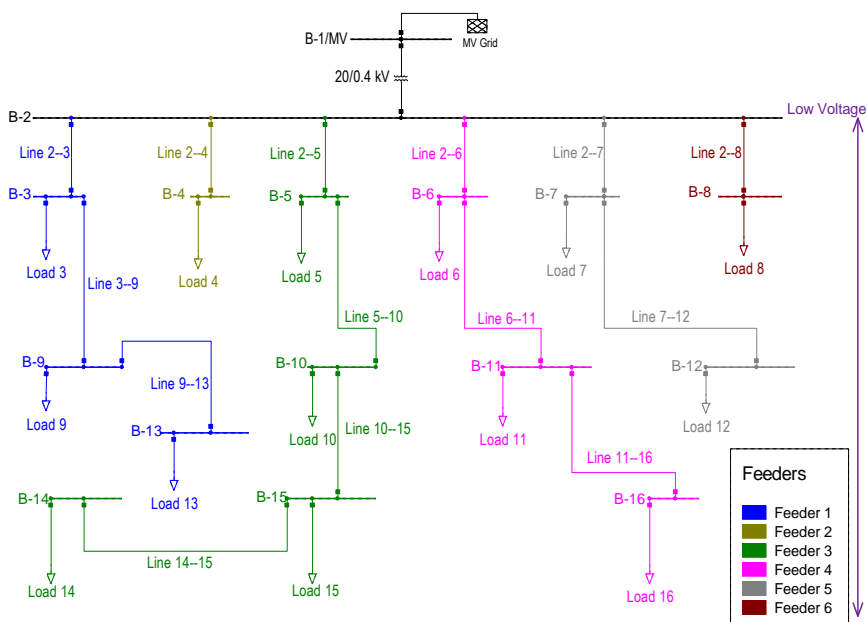 B-1/MV
MV Grid
20/0.4 kV
B-2
Low Voltage
Line 2--3
Line 2--4
Line 2--5
Line 2--6
Line 2--7
Line 2--8
B-3
B-4
B-5
B-6
B-7
B-8
Load 3
Load 4
Load 5
Load 6
Load 7
Load 8
Line 3--9
Line 5--10
Line 6--11
Line 7--12
B-9
B-10
B-11
B-12
Line 9--13
Load 9
B-13
Load 10
Line 10--15
Load 11
Load 12
Line 11--16
Load 13
B-14
B-15
B-16
Line 14--15
Load 14
Load 15
Load 16
Feeders
Feeder 1
Feeder 2
Feeder 3
Feeder 4
Feeder 5
Feeder 6